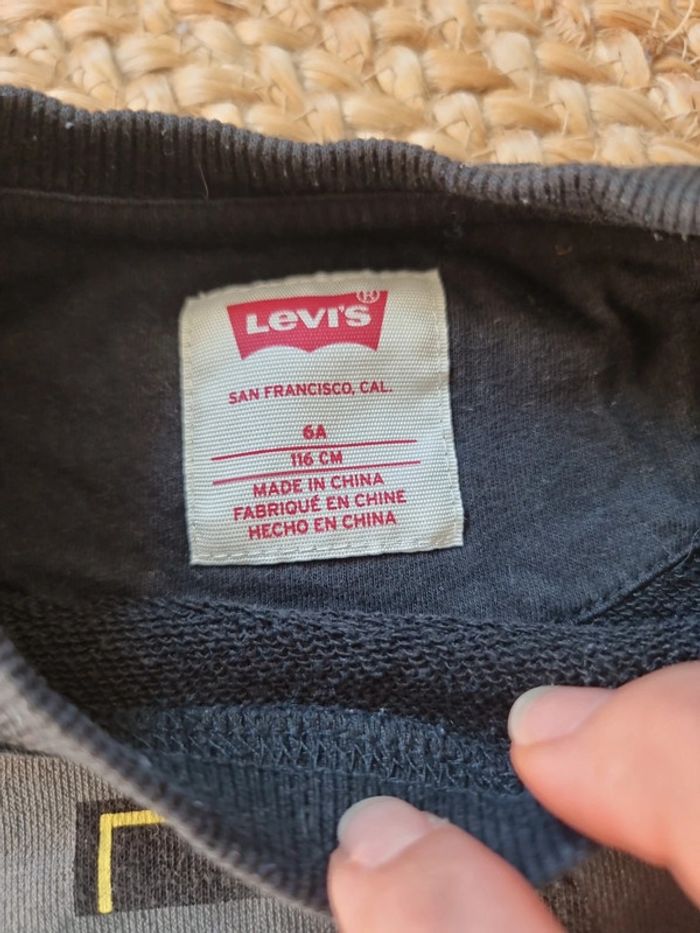 Levi's ®
SAN FRANCISCO, CAL.
6A
116 CM
MADE IN CHINA
FABRIQUÉ EN CHINE
HECHO EN CHINA